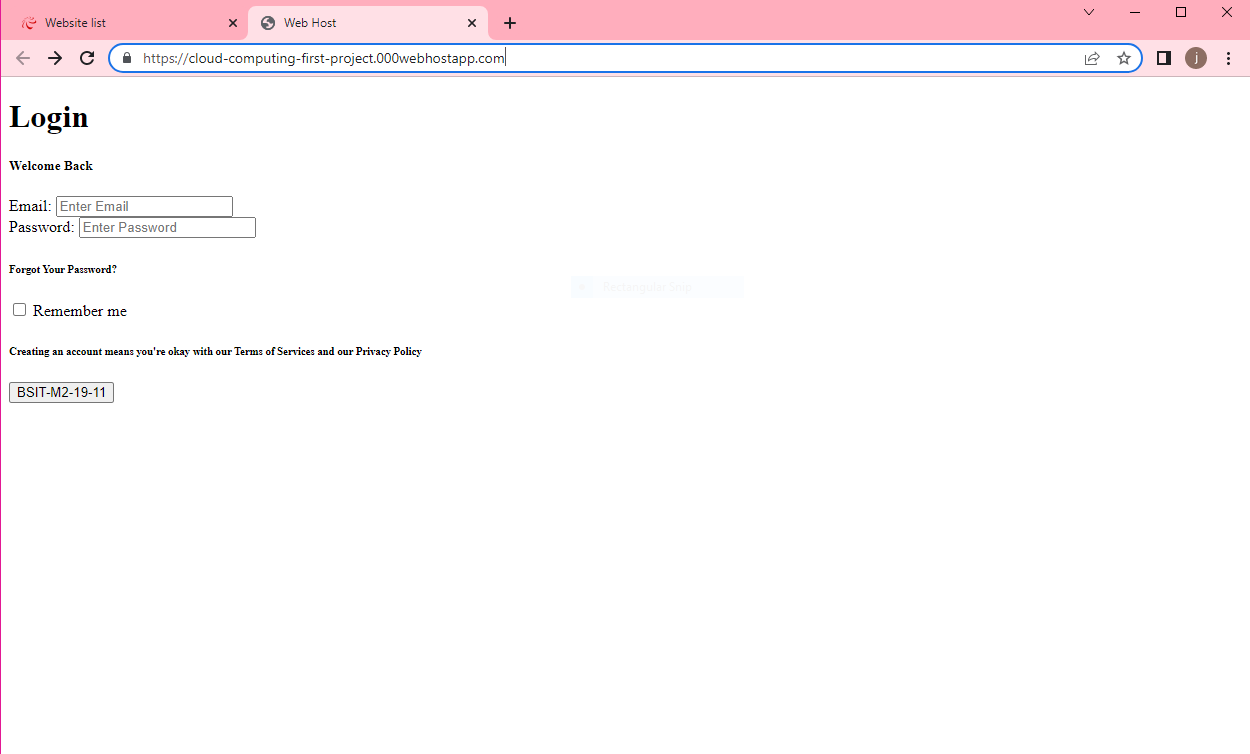 Website list
Web Host
https://cloud-computing-first-project.000webhostapp.com
j
Login
Welcome Back
Email: Enter Email
Password: Enter Password
Forgot Your Password?
Rectangular Snip
Remember me
Creating an account means you're okay with our Terms of Services and our Privacy Policy
BSIT-M2-19-11